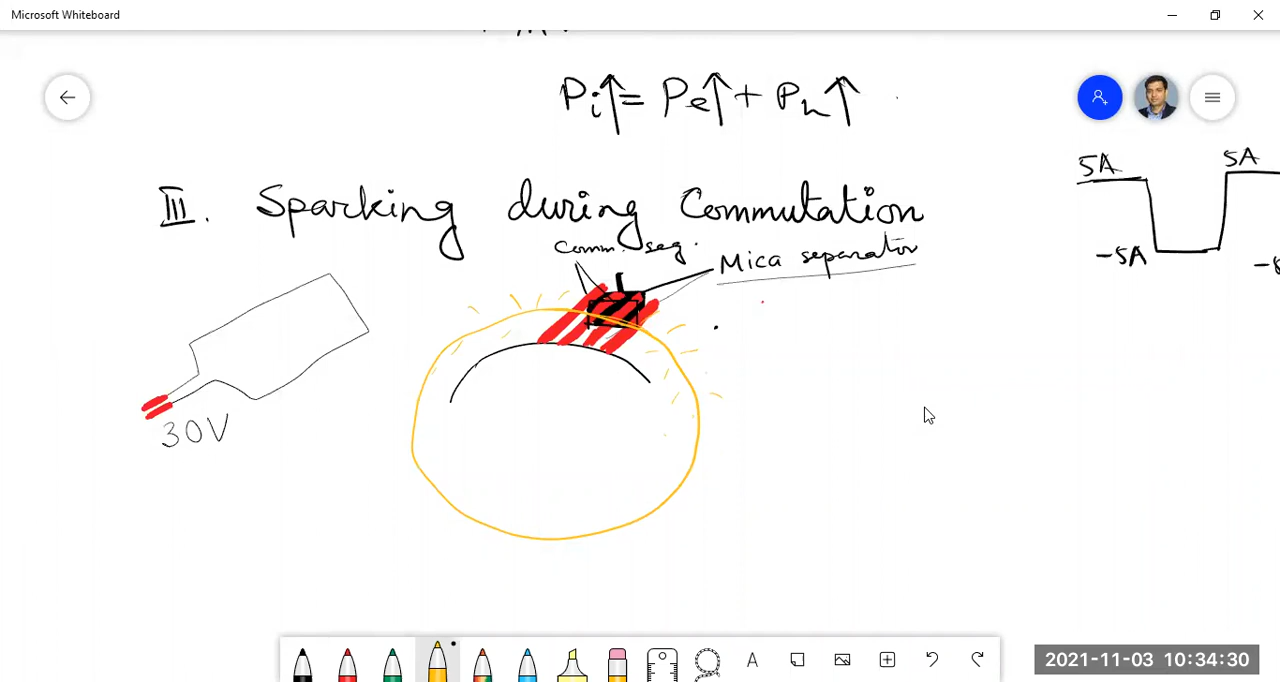 Microsoft Whiteboard
Pi↑ = Pe↑ + Ph↑
5A
5A
-5A
III. Sparking during Commutation
Comm. seg.
Mica separator
30V
A
2021-11-03 10:34:30